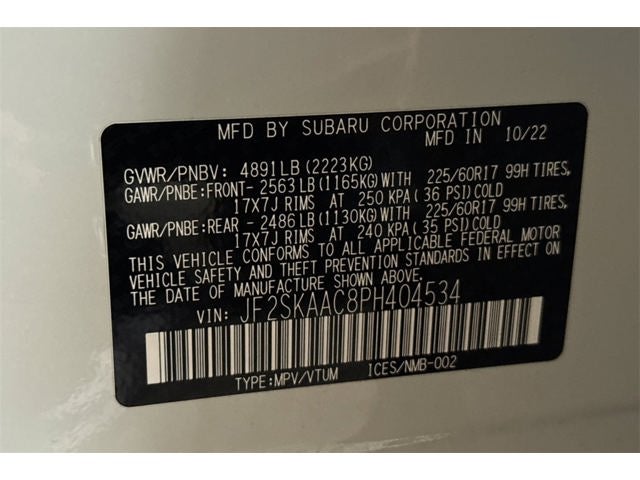 MFD BY SUBARU CORPORATION
MFD IN 10/22
GVWR/PNBV: 4891LB(2223KG)
GAWR/PNBE:FRONT-2563LB(1165KG)WITH 225/60R17 99H TIRES,
17X7J RIMS AT 250 KPA (36 PSI)COLD
GAWR/PNBE:REAR -2486LB(1130KG)WITH 225/60R17 99H TIRES,
17X7J RIMS AT 240 KPA (35 PSI)COLD
THIS VEHICLE CONFORMS TO ALL APPLICABLE FEDERAL MOTOR
VEHICLE SAFETY AND THEFT PREVENTION STANDARDS IN EFFECT ON
THE DATE OF MANUFACTURE SHOWN ABOVE.
VIN: JF2SKAAC8PH404534
TYPE:MPV/VTUM ICES/NMB-002